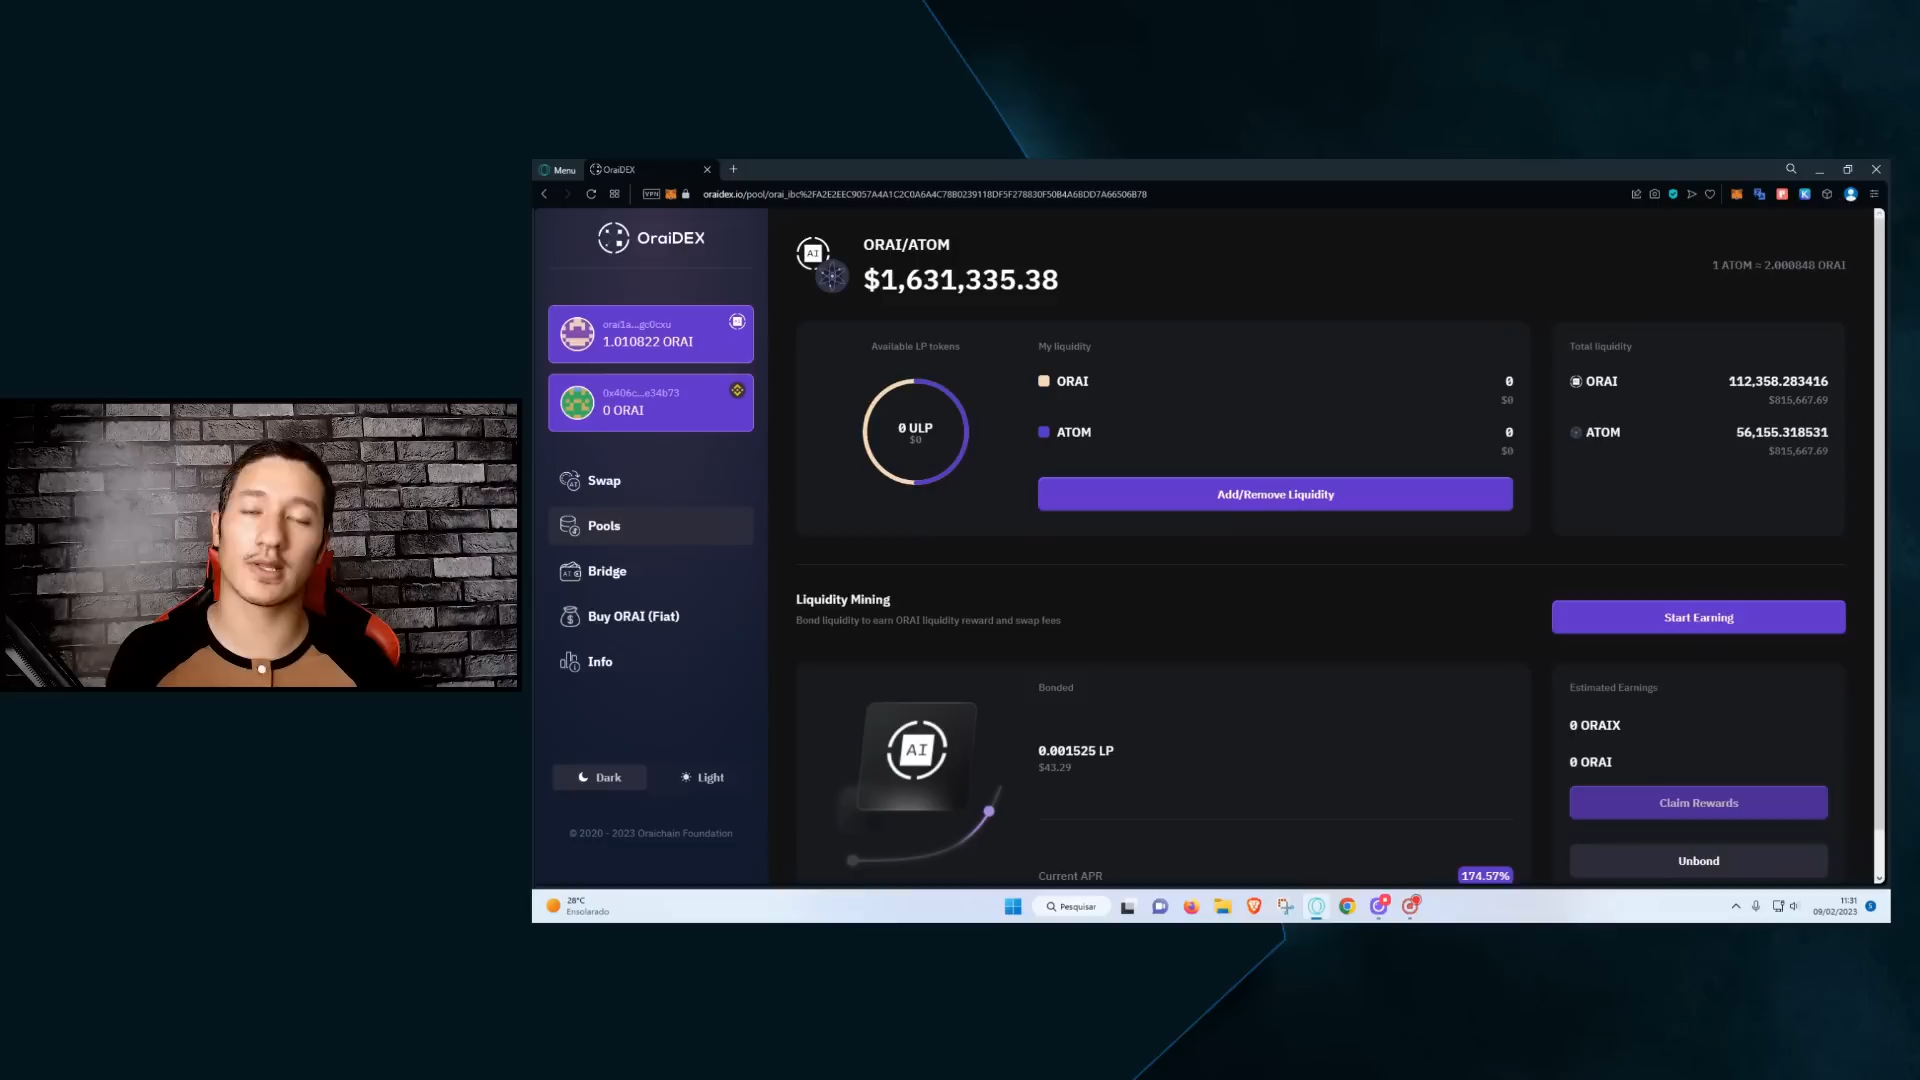 Menu
OraiDEX
VPN
oraidex.io/pool/orai_ibc%2FA2E2EEC9057A4A1C2C0A6A4C78B0239118DF5F278830F50B4A6BDD7A66506B78
OraiDEX
orai1a...gc0cxu
1.010822 ORAI
0x406c...e34b73
0 ORAI
Swap
Pools
Bridge
Buy ORAI (Fiat)
Info
Dark
Light
© 2020 - 2023 Oraichain Foundation
AI
ORAI/ATOM
$1,631,335.38
1 ATOM ≈ 2.000848 ORAI
Available LP tokens
0 ULP
$0
My liquidity
ORAI
0
$0
ATOM
0
$0
Add/Remove Liquidity
Total liquidity
ORAI
112,358.283416
$815,667.69
ATOM
56,155.318531
$815,667.69
Liquidity Mining
Bond liquidity to earn ORAI liquidity reward and swap fees
Start Earning
AI
Bonded
0.001525 LP
$43.29
Current APR
174.57%
Estimated Earnings
0 ORAIX
0 ORAI
Claim Rewards
Unbond
28°C
Ensolarado
Pesquisar
11:31
09/02/2023
5